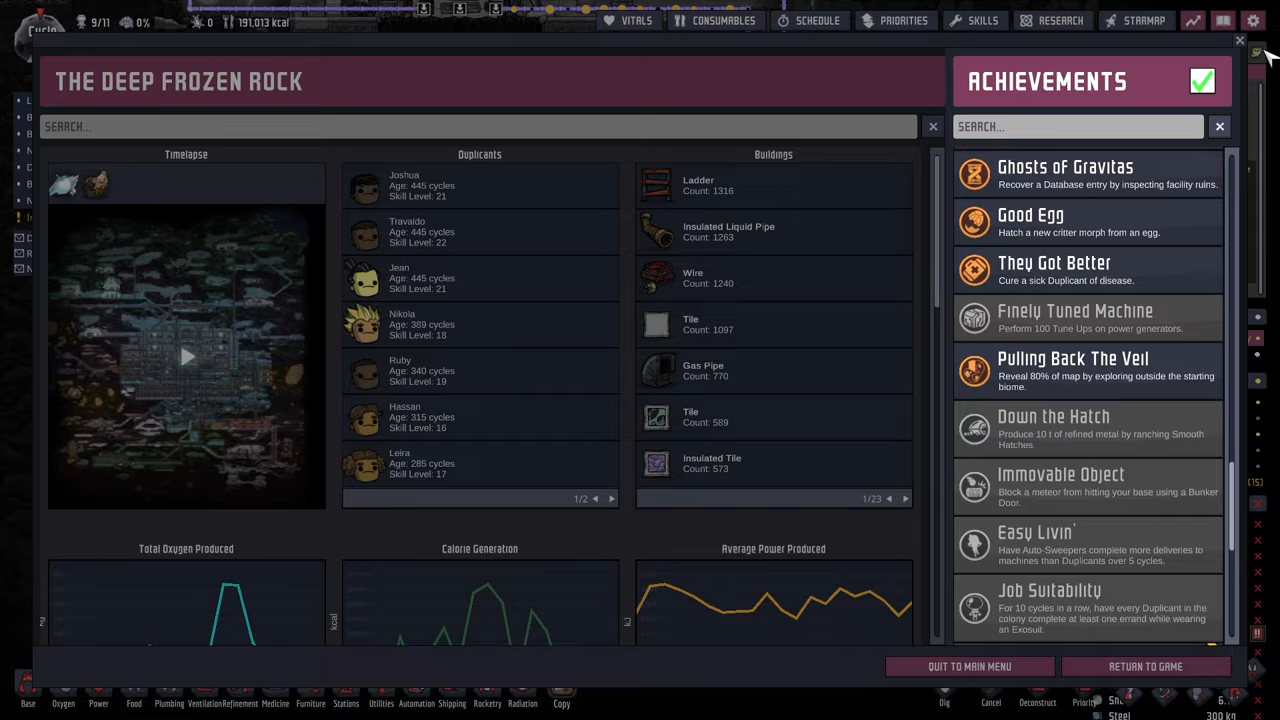 9/11
0%
0
191,013 kcal
VITALS
CONSUMABLES
SCHEDULE
PRIORITIES
SKILLS
RESEARCH
STARMAP
Cycle
THE DEEP FROZEN ROCK
ACHIEVEMENTS
SEARCH...
SEARCH...
Timelapse
Duplicants
Joshua
Age: 445 cycles
Skill Level: 21
Travaldo
Age: 445 cycles
Skill Level: 22
Jean
Age: 445 cycles
Skill Level: 21
Nikola
Age: 389 cycles
Skill Level: 18
Ruby
Age: 340 cycles
Skill Level: 19
Hassan
Age: 315 cycles
Skill Level: 16
Leira
Age: 285 cycles
Skill Level: 17
1/2
Buildings
Ladder
Count: 1316
Insulated Liquid Pipe
Count: 1263
Wire
Count: 1240
Tile
Count: 1097
Gas Pipe
Count: 770
Tile
Count: 589
Insulated Tile
Count: 573
1/23
Total Oxygen Produced
Calorie Generation
kcal
Average Power Produced
Ghosts of Gravitas
Recover a Database entry by inspecting facility ruins.
Good Egg
Hatch a new critter morph from an egg.
They Got Better
Cure a sick Duplicant of disease.
Finely Tuned Machine
Perform 100 Tune Ups on power generators.
Pulling Back The Veil
Reveal 80% of map by exploring outside the starting
biome.
Down the Hatch
Produce 10 t of refined metal by ranching Smooth
Hatches.
Immovable Object
Block a meteor from hitting your base using a Bunker
Door.
Easy Livin'
Have Auto-Sweepers complete more deliveries to
machines than Duplicants over 5 cycles.
Job Suitability
For 10 cycles in a row, have every Duplicant in the
colony complete at least one errand while wearing
an Exosuit.
(15)
QUIT TO MAIN MENU
RETURN TO GAME
Base
Oxygen
Power
Food
Plumbing
Ventilation
Refinement
Medicine
Furniture
Stations
Utilities
Automation
Shipping
Rocketry
Radiation
Copy
Dig
Cancel
Deconstruct
Priority
Steel
300 kg